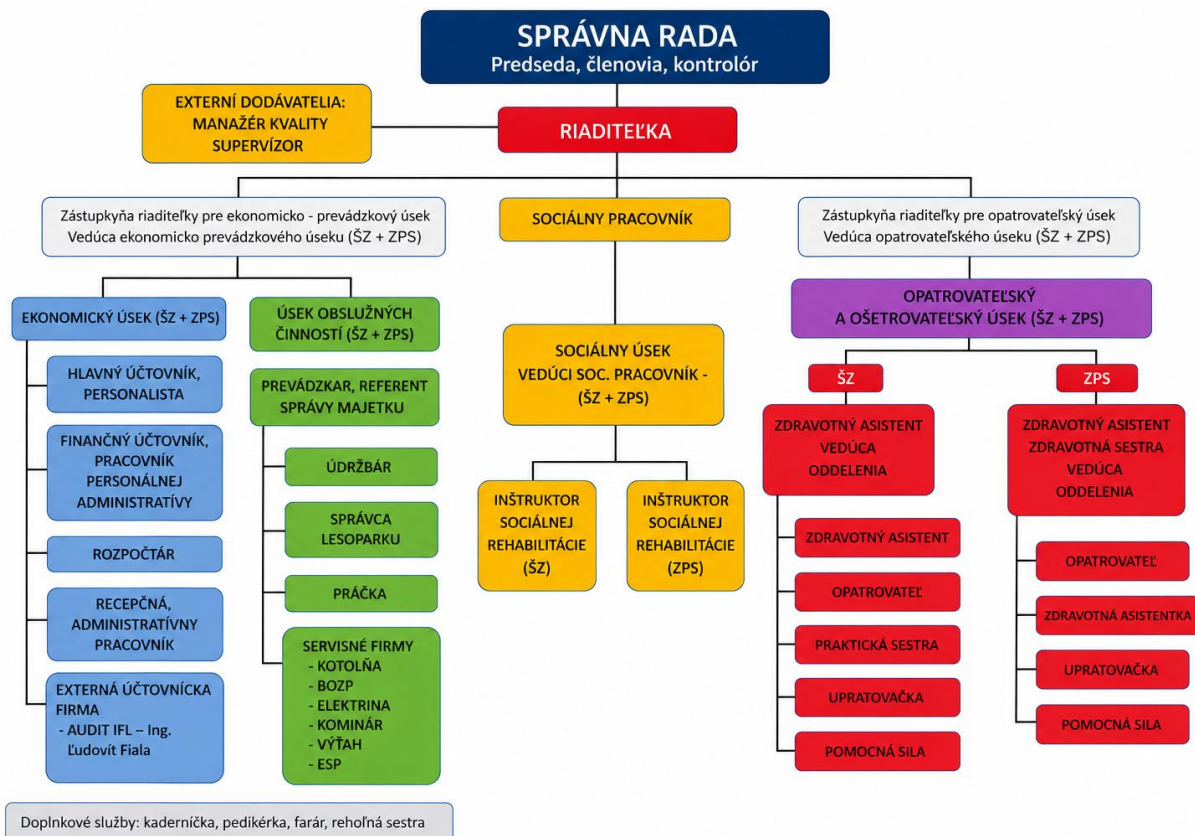 SPRÁVNA RADA
Predseda, členovia, kontrolór
EXTERNÍ DODÁVATELIA:
MANAŽÉR KVALITY
SUPERVÍZOR
RIADITEĽKA
Zástupkyňa riaditeľky pre ekonomicko - prevádzkový úsek
Vedúca ekonomicko prevádzkového úseku (ŠZ + ZPS)
SOCIÁLNY PRACOVNÍK
Zástupkyňa riaditeľky pre opatrovateľský úsek
Vedúca opatrovateľského úseku (ŠZ + ZPS)
EKONOMICKÝ ÚSEK (ŠZ + ZPS)
HLAVNÝ ÚČTOVNÍK,
PERSONALISTA
FINANČNÝ ÚČTOVNÍK,
PRACOVNÍK
PERSONÁLNEJ
ADMINISTRATÍVY
ROZPOČTÁR
RECEPČNÁ,
ADMINISTRATÍVNY
PRACOVNÍK
EXTERNÁ ÚČTOVNÍCKA
FIRMA
- AUDIT IFL – Ing.
Ľudovít Fiala
ÚSEK OBSLUŽNÝCH
ČINNOSTÍ (ŠZ + ZPS)
PREVÁDZKAR, REFERENT
SPRÁVY MAJETKU
ÚDRŽBÁR
SPRÁVCA
LESOPARKU
PRÁČKA
SERVISNÉ FIRMY
- KOTOLŇA
- BOZP
- ELEKTRINA
- KOMINÁR
- VÝŤAH
- ESP
SOCIÁLNY ÚSEK
VEDÚCI SOC. PRACOVNÍK -
(ŠZ + ZPS)
INŠTRUKTOR
SOCIÁLNEJ
REHABILITÁCIE
(ŠZ)
INŠTRUKTOR
SOCIÁLNEJ
REHABILITÁCIE
(ZPS)
OPATROVATEĽSKÝ
A OŠETROVATEĽSKÝ ÚSEK (ŠZ + ZPS)
ŠZ
ZDRAVOTNÝ ASISTENT
VEDÚCA
ODDELENIA
ZDRAVOTNÝ ASISTENT
OPATROVATEĽ
PRAKTICKÁ SESTRA
UPRATOVAČKA
POMOCNÁ SILA
ZPS
ZDRAVOTNÝ ASISTENT
ZDRAVOTNÁ SESTRA
VEDÚCA
ODDELENIA
OPATROVATEĽ
ZDRAVOTNÁ ASISTENTKA
UPRATOVAČKA
POMOCNÁ SILA
Doplnkové služby: kaderníčka, pedikérka, farár, rehoľná sestra